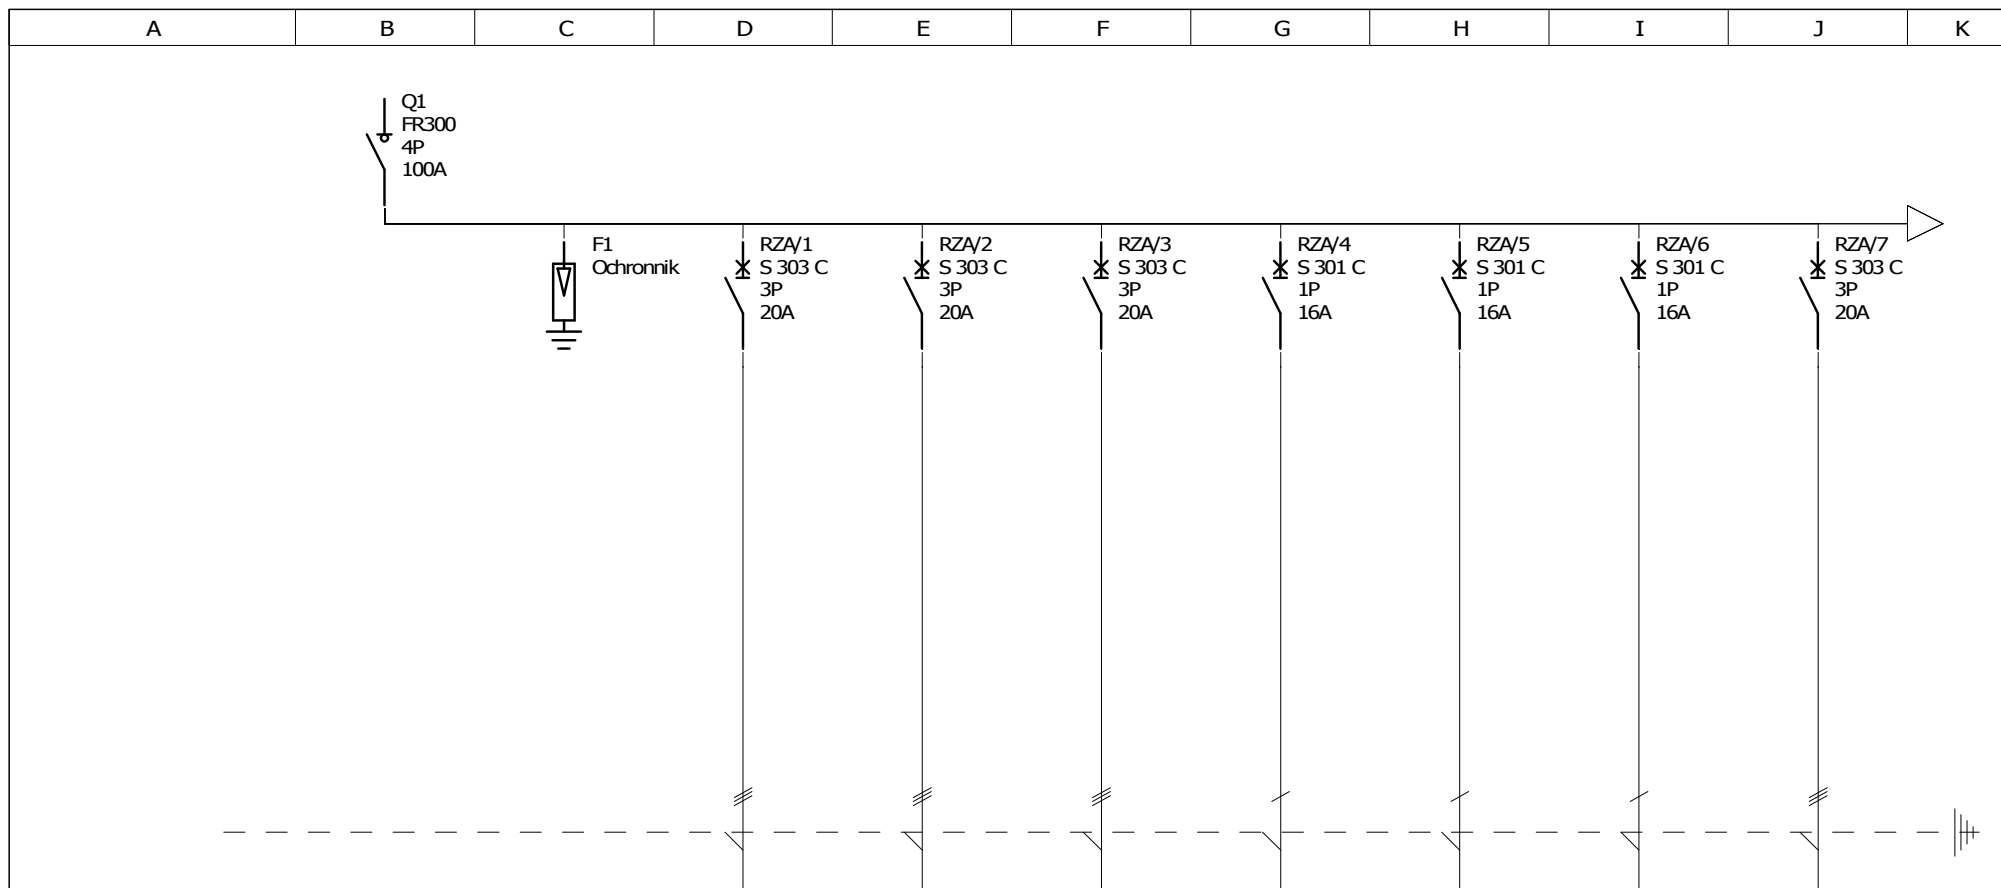 A B C D E F G H I J K
Q1
FR300
4P
100A
F1
Ochronnik
RZA/1
S 303 C
3P
20A
RZA/2
S 303 C
3P
20A
RZA/3
S 303 C
3P
20A
RZA/4
S 301 C
1P
16A
RZA/5
S 301 C
1P
16A
RZA/6
S 301 C
1P
16A
RZA/7
S 303 C
3P
20A